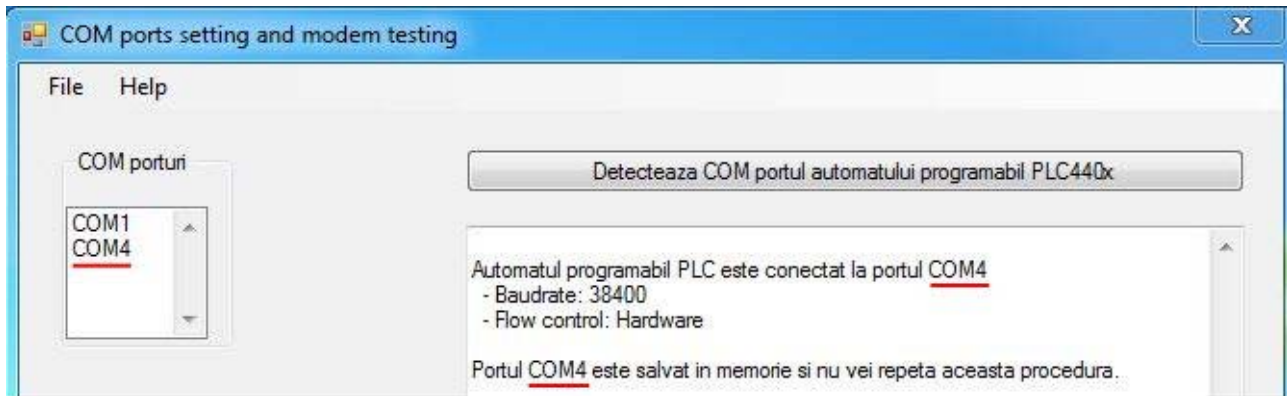 COM ports setting and modem testing
File Help
COM porturi
Detecteaza COM portul automatului programabil PLC440x
COM1
COM4
Automatul programabil PLC este conectat la portul COM4
- Baudrate: 38400
- Flow control: Hardware
Portul COM4 este salvat in memorie si nu vei repeta aceasta procedura.